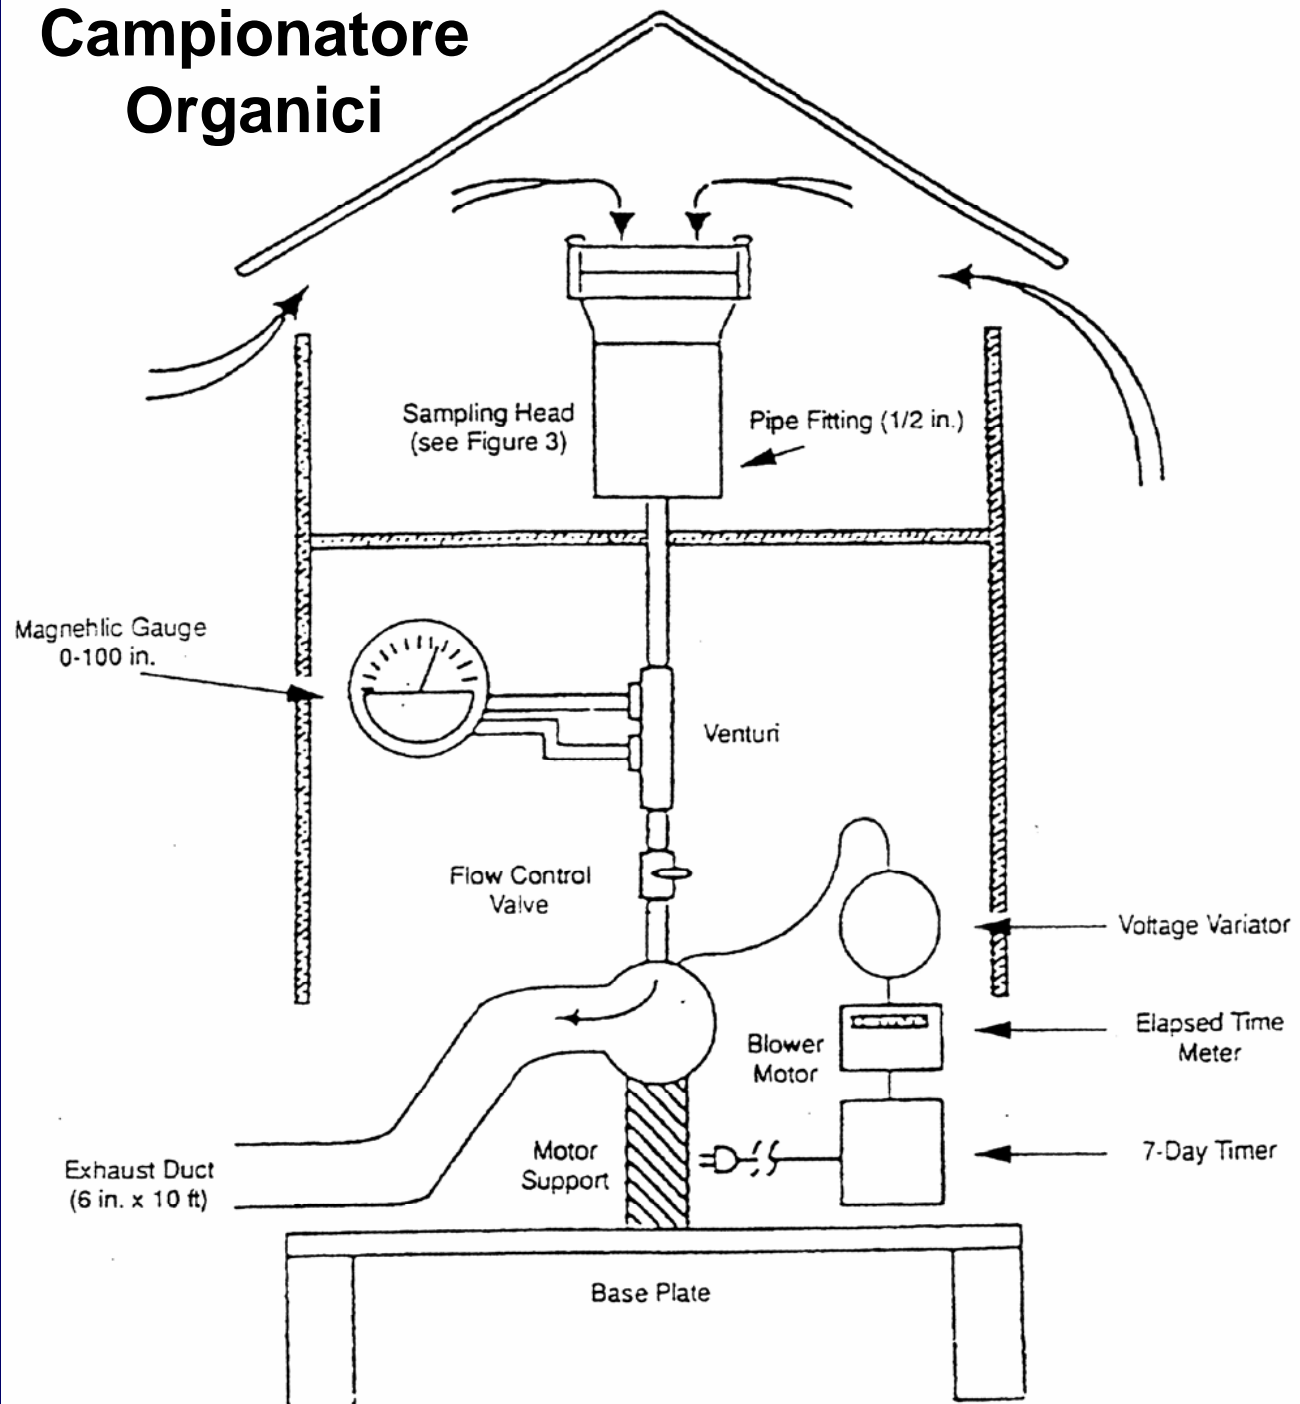 Campionatore
Organici
Sampling Head
(see Figure 3)
Pipe Fitting (1/2 in.)
Magnehlic Gauge
0-100 in.
Venturi
Flow Control
Valve
Voltage Variator
Elapsed Time
Meter
Blower
Motor
7-Day Timer
Motor
Support
Exhaust Duct
(6 in. x 10 ft)
Base Plate